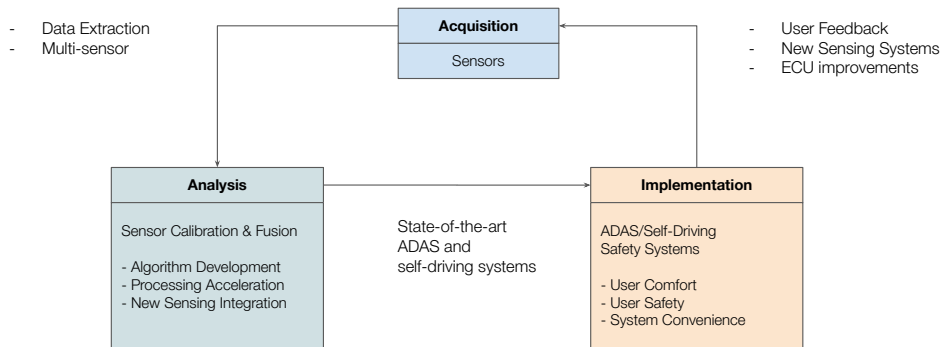 - Data Extraction
- Multi-sensor
Acquisition
Sensors
- User Feedback
- New Sensing Systems
- ECU improvements
Analysis
Sensor Calibration & Fusion
- Algorithm Development
- Processing Acceleration
- New Sensing Integration
State-of-the-art
ADAS and
self-driving systems
Implementation
ADAS/Self-Driving
Safety Systems
- User Comfort
- User Safety
- System Convenience